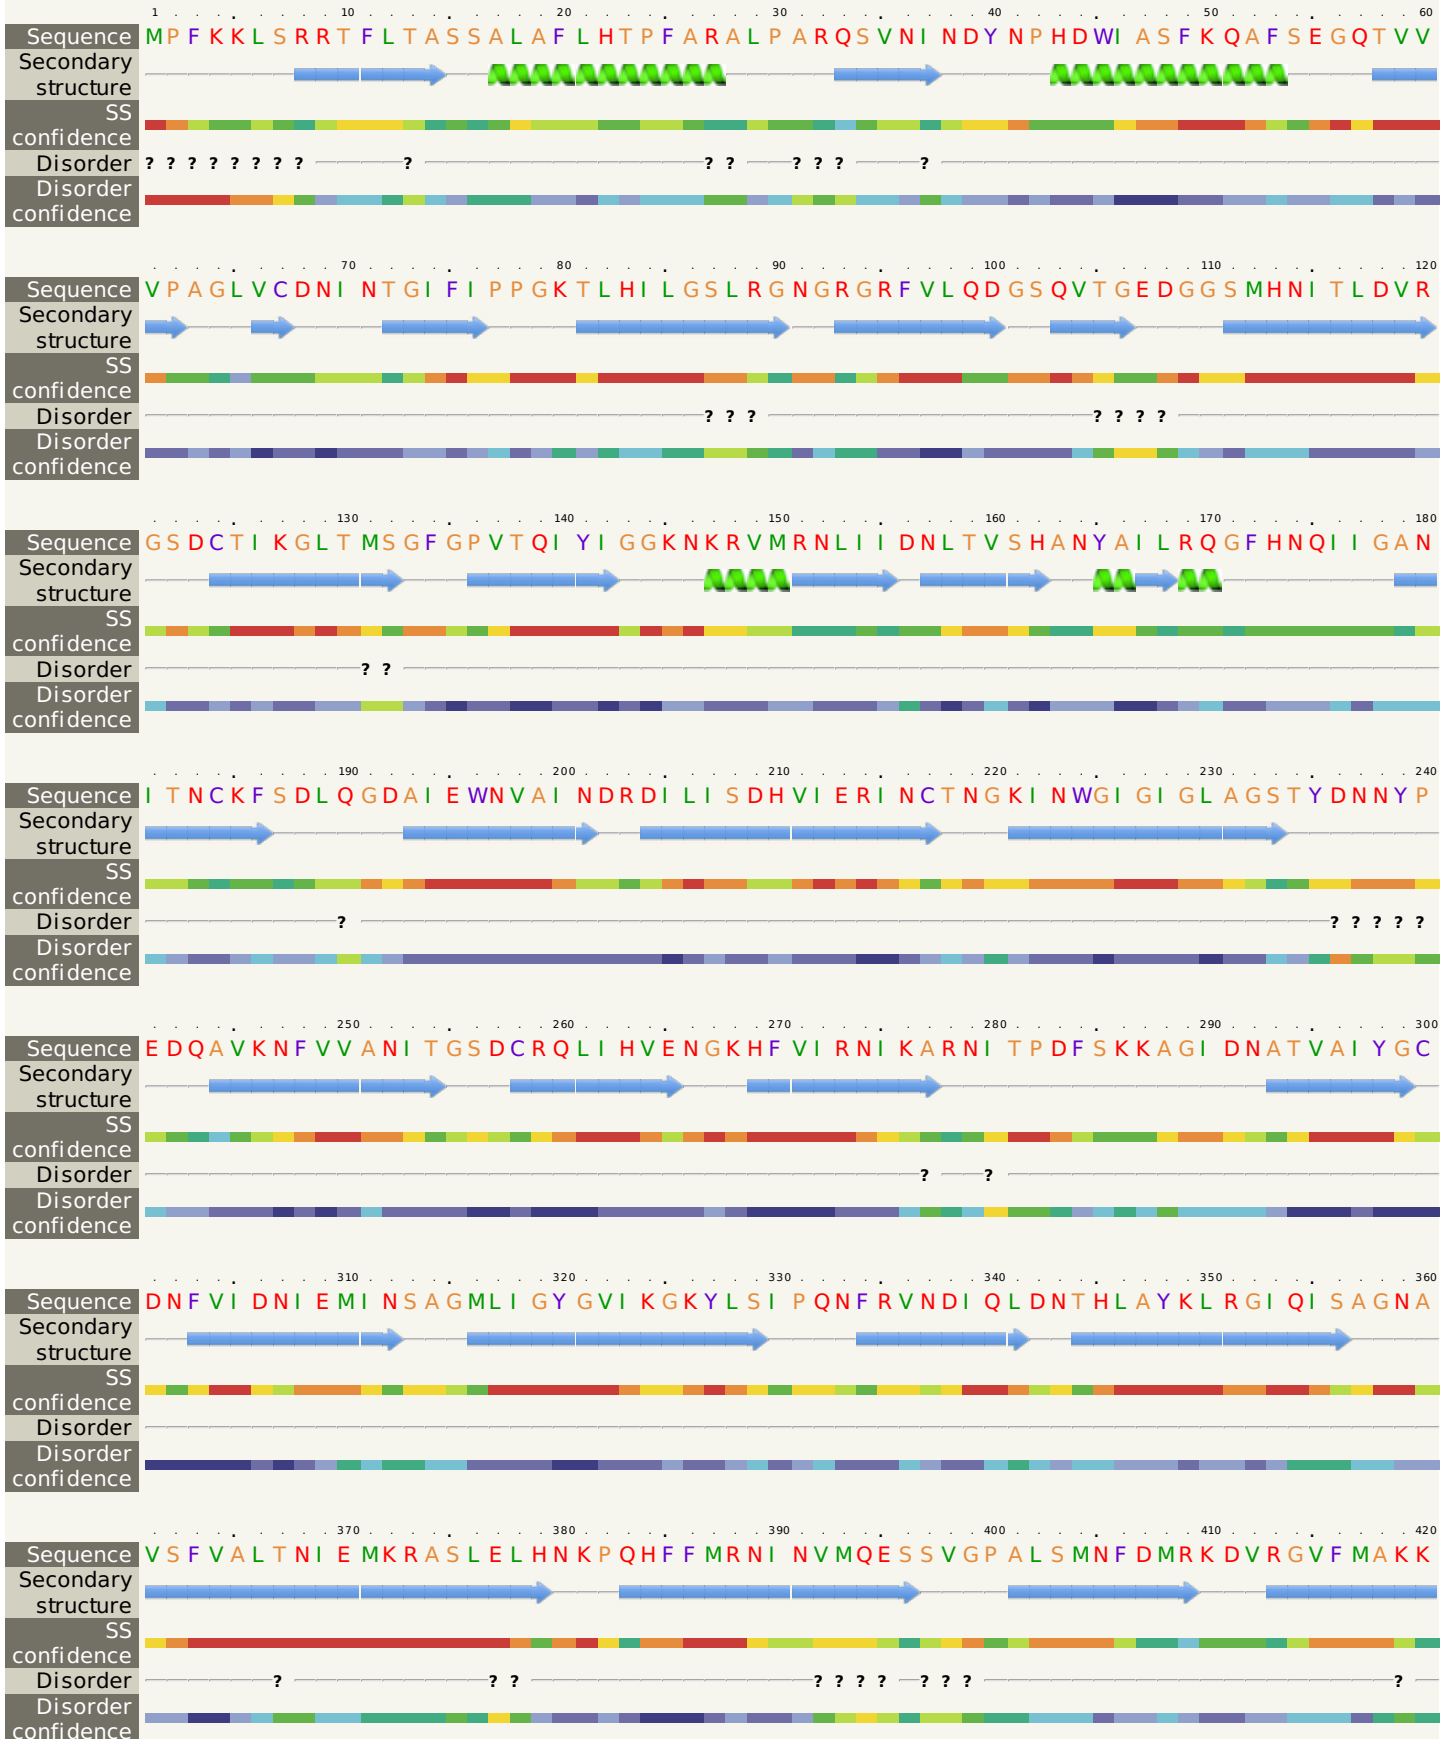 1 10 20 30 40 50 60
Sequence MPFKKLSRRTFLTASSALAFLHTPFARALPARQSVNINDYNPHDWIASFKQAFSEGQTVV
Secondary
structure
SS
confidence
Disorder ? ? ? ? ? ? ? ? ? ? ? ? ? ? ?
Disorder
confidence
70 80 90 100 110 120
Sequence VPAGLVCDNINTGIFIPPGKTLHILGSLRGNGRGRFVLQDGSQVTGEDGGSMHNITLDVR
Secondary
structure
SS
confidence
Disorder ? ? ? ? ? ? ?
Disorder
confidence
130 140 150 160 170 180
Sequence GSDCTIKGLTMSGFGPVTQIYIGGKNKRVMRNLIIDNLTVSHANYAILRQGFHNQIIGAN
Secondary
structure
SS
confidence
Disorder ? ?
Disorder
confidence
190 200 210 220 230 240
Sequence ITNCKFSDLQGDAIEWNVAINDRDILISDHVIERINCTNGKINWGIGIGLAGSTYDNNYP
Secondary
structure
SS
confidence
Disorder ? ? ? ? ? ?
Disorder
confidence
250 260 270 280 290 300
Sequence EDQAVKNFVVANITGSDCRQLIHVENGKHFVIRNIKARNITPDFSKKAGIDNATVAIYGC
Secondary
structure
SS
confidence
Disorder ? ?
Disorder
confidence
310 320 330 340 350 360
Sequence DNFVIDNIEMINSAGMLIGYGVIKGKYLSIPQNFRVNDIQLDNTHLAYKLRGIQISAGNA
Secondary
structure
SS
confidence
Disorder
Disorder
confidence
370 380 390 400 410 420
Sequence VSFVALTNIEMKRASLELHNKPQHFFMRNINVMQESSVGPALSMNFDMRKDVRGVFMAKK
Secondary
structure
SS
confidence
Disorder ? ? ? ? ? ? ? ? ? ? ?
Disorder
confidence